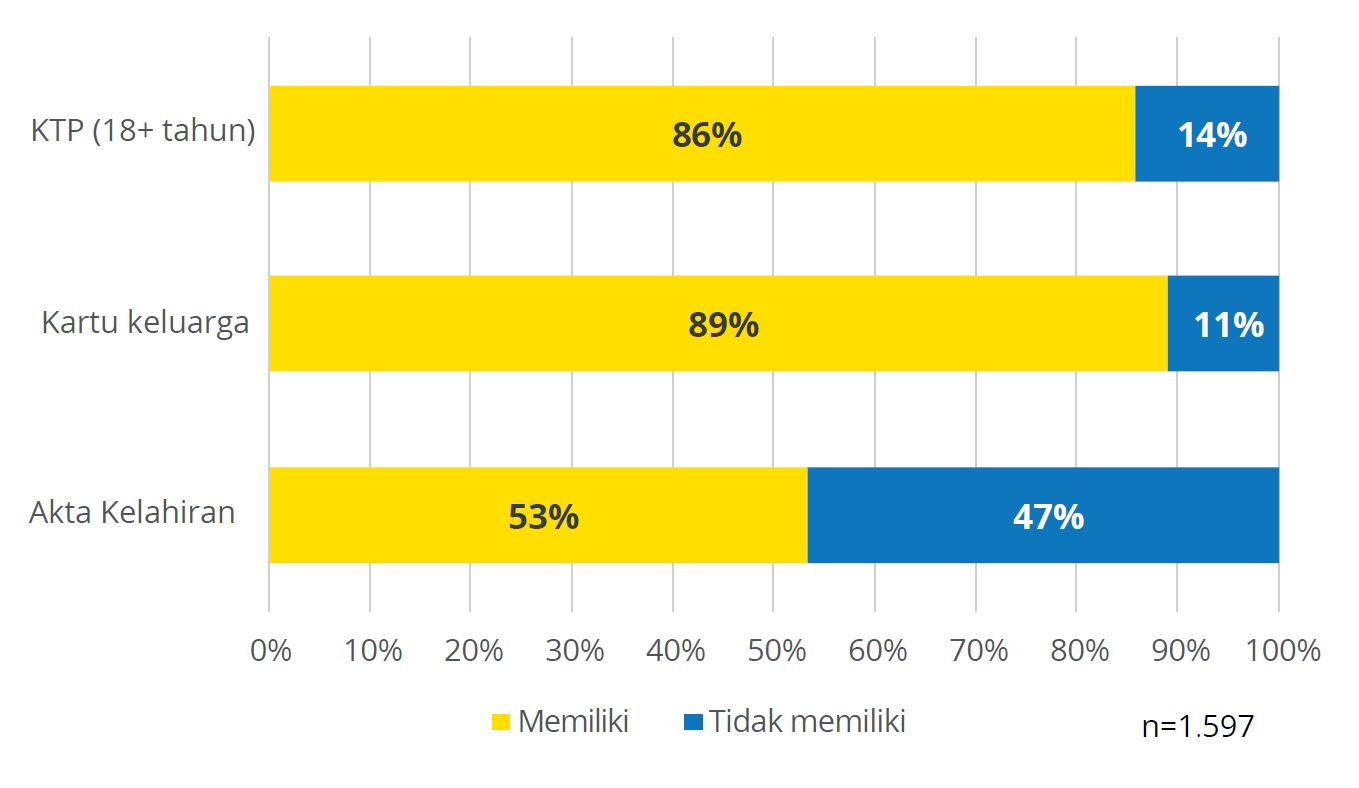 KTP (18+ tahun)
86%
14%
Kartu keluarga
89%
11%
Akta Kelahiran
53%
47%
0% 10% 20% 30% 40% 50% 60% 70% 80% 90% 100%
Memiliki Tidak memiliki n=1.597